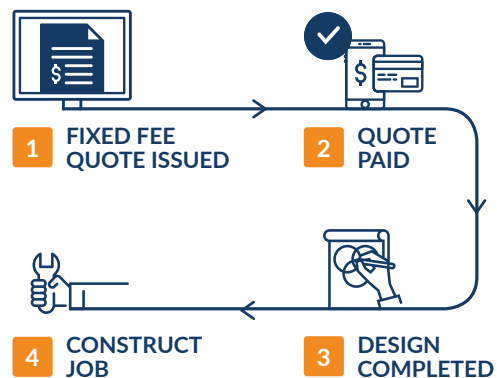 $
$
1
FIXED FEE
QUOTE ISSUED
2
QUOTE
PAID
4
CONSTRUCT
JOB
3
DESIGN
COMPLETED